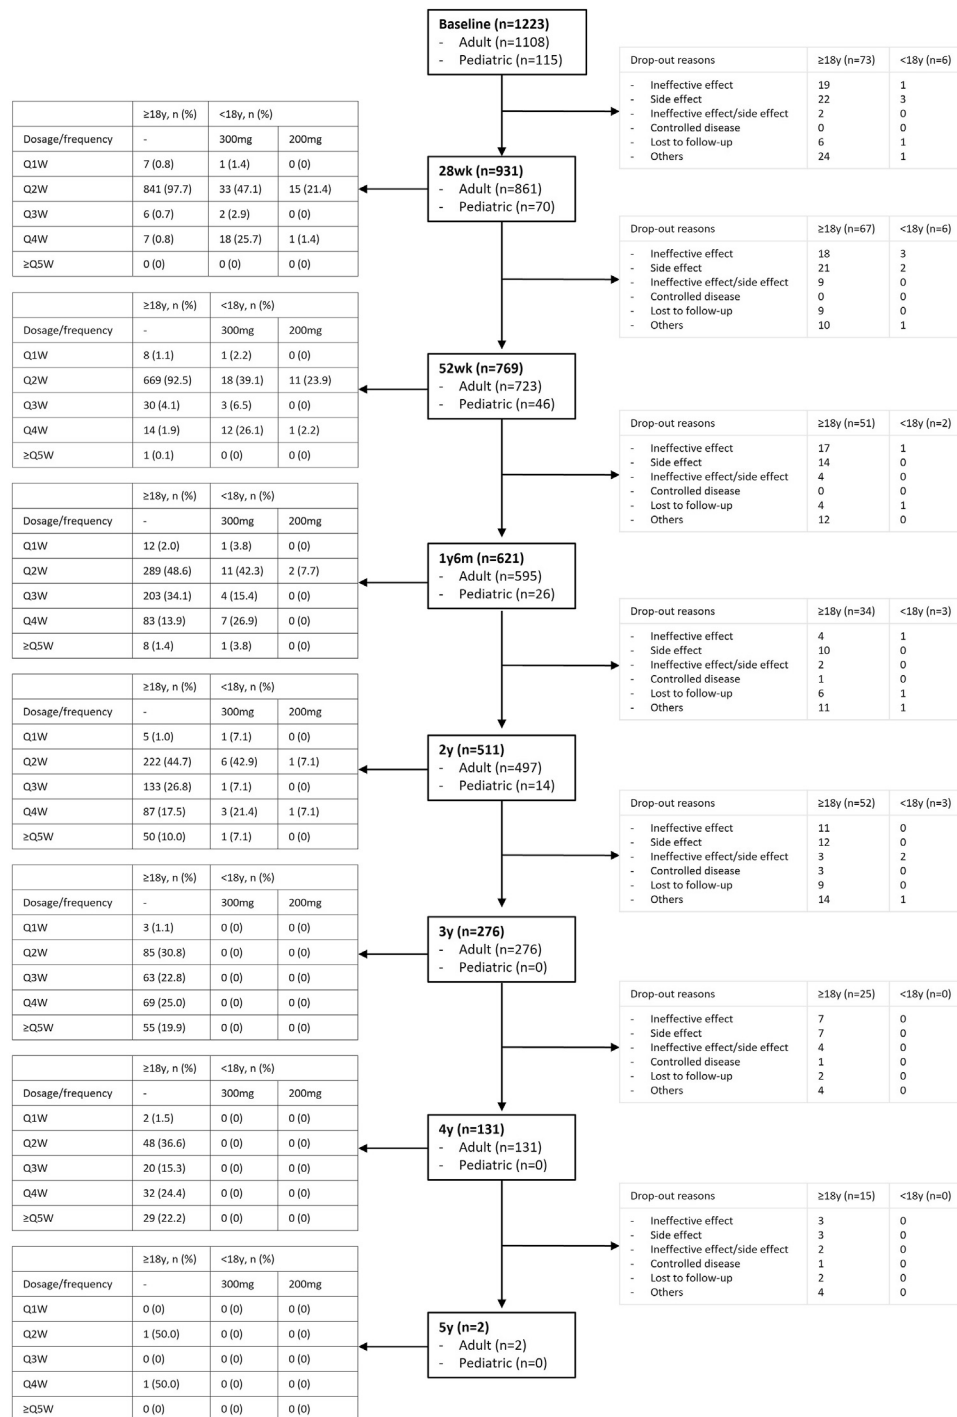 Baseline (n=1223)
- Adult (n=1108)
- Pediatric (n=115)
Drop-out reasons ≥18y (n=73) <18y (n=6)
- Ineffective effect 19 1
- Side effect 22 3
- Ineffective effect/side effect 2 0
- Controlled disease 0 0
- Lost to follow-up 6 1
- Others 24 1
≥18y, n (%) <18y, n (%)
Dosage/frequency - 300mg 200mg
Q1W 7 (0.8) 1 (1.4) 0 (0)
Q2W 841 (97.7) 33 (47.1) 15 (21.4)
Q3W 6 (0.7) 2 (2.9) 0 (0)
Q4W 7 (0.8) 18 (25.7) 1 (1.4)
≥Q5W 0 (0) 0 (0) 0 (0)
28wk (n=931)
- Adult (n=861)
- Pediatric (n=70)
Drop-out reasons ≥18y (n=67) <18y (n=6)
- Ineffective effect 18 3
- Side effect 21 2
- Ineffective effect/side effect 9 0
- Controlled disease 0 0
- Lost to follow-up 9 0
- Others 10 1
≥18y, n (%) <18y, n (%)
Dosage/frequency - 300mg 200mg
Q1W 8 (1.1) 1 (2.2) 0 (0)
Q2W 669 (92.5) 18 (39.1) 11 (23.9)
Q3W 30 (4.1) 3 (6.5) 0 (0)
Q4W 14 (1.9) 12 (26.1) 1 (2.2)
≥Q5W 1 (0.1) 0 (0) 0 (0)
52wk (n=769)
- Adult (n=723)
- Pediatric (n=46)
Drop-out reasons ≥18y (n=51) <18y (n=2)
- Ineffective effect 17 1
- Side effect 14 0
- Ineffective effect/side effect 4 0
- Controlled disease 0 0
- Lost to follow-up 4 1
- Others 12 0
≥18y, n (%) <18y, n (%)
Dosage/frequency - 300mg 200mg
Q1W 12 (2.0) 1 (3.8) 0 (0)
Q2W 289 (48.6) 11 (42.3) 2 (7.7)
Q3W 203 (34.1) 4 (15.4) 0 (0)
Q4W 83 (13.9) 7 (26.9) 0 (0)
≥Q5W 8 (1.4) 1 (3.8) 0 (0)
1y6m (n=621)
- Adult (n=595)
- Pediatric (n=26)
Drop-out reasons ≥18y (n=34) <18y (n=3)
- Ineffective effect 4 1
- Side effect 10 0
- Ineffective effect/side effect 2 0
- Controlled disease 1 0
- Lost to follow-up 6 1
- Others 11 1
≥18y, n (%) <18y, n (%)
Dosage/frequency - 300mg 200mg
Q1W 5 (1.0) 1 (7.1) 0 (0)
Q2W 222 (44.7) 6 (42.9) 1 (7.1)
Q3W 133 (26.8) 1 (7.1) 0 (0)
Q4W 87 (17.5) 3 (21.4) 1 (7.1)
≥Q5W 50 (10.0) 1 (7.1) 0 (0)
2y (n=511)
- Adult (n=497)
- Pediatric (n=14)
Drop-out reasons ≥18y (n=52) <18y (n=3)
- Ineffective effect 11 0
- Side effect 12 0
- Ineffective effect/side effect 3 2
- Controlled disease 3 0
- Lost to follow-up 9 0
- Others 14 1
≥18y, n (%) <18y, n (%)
Dosage/frequency - 300mg 200mg
Q1W 3 (1.1) 0 (0) 0 (0)
Q2W 85 (30.8) 0 (0) 0 (0)
Q3W 63 (22.8) 0 (0) 0 (0)
Q4W 69 (25.0) 0 (0) 0 (0)
≥Q5W 55 (19.9) 0 (0) 0 (0)
3y (n=276)
- Adult (n=276)
- Pediatric (n=0)
Drop-out reasons ≥18y (n=25) <18y (n=0)
- Ineffective effect 7 0
- Side effect 7 0
- Ineffective effect/side effect 4 0
- Controlled disease 1 0
- Lost to follow-up 2 0
- Others 4 0
≥18y, n (%) <18y, n (%)
Dosage/frequency - 300mg 200mg
Q1W 2 (1.5) 0 (0) 0 (0)
Q2W 48 (36.6) 0 (0) 0 (0)
Q3W 20 (15.3) 0 (0) 0 (0)
Q4W 32 (24.4) 0 (0) 0 (0)
≥Q5W 29 (22.2) 0 (0) 0 (0)
4y (n=131)
- Adult (n=131)
- Pediatric (n=0)
Drop-out reasons ≥18y (n=15) <18y (n=0)
- Ineffective effect 3 0
- Side effect 3 0
- Ineffective effect/side effect 2 0
- Controlled disease 1 0
- Lost to follow-up 2 0
- Others 4 0
≥18y, n (%) <18y, n (%)
Dosage/frequency - 300mg 200mg
Q1W 0 (0) 0 (0) 0 (0)
Q2W 1 (50.0) 0 (0) 0 (0)
Q3W 0 (0) 0 (0) 0 (0)
Q4W 1 (50.0) 0 (0) 0 (0)
≥Q5W 0 (0) 0 (0) 0 (0)
5y (n=2)
- Adult (n=2)
- Pediatric (n=0)